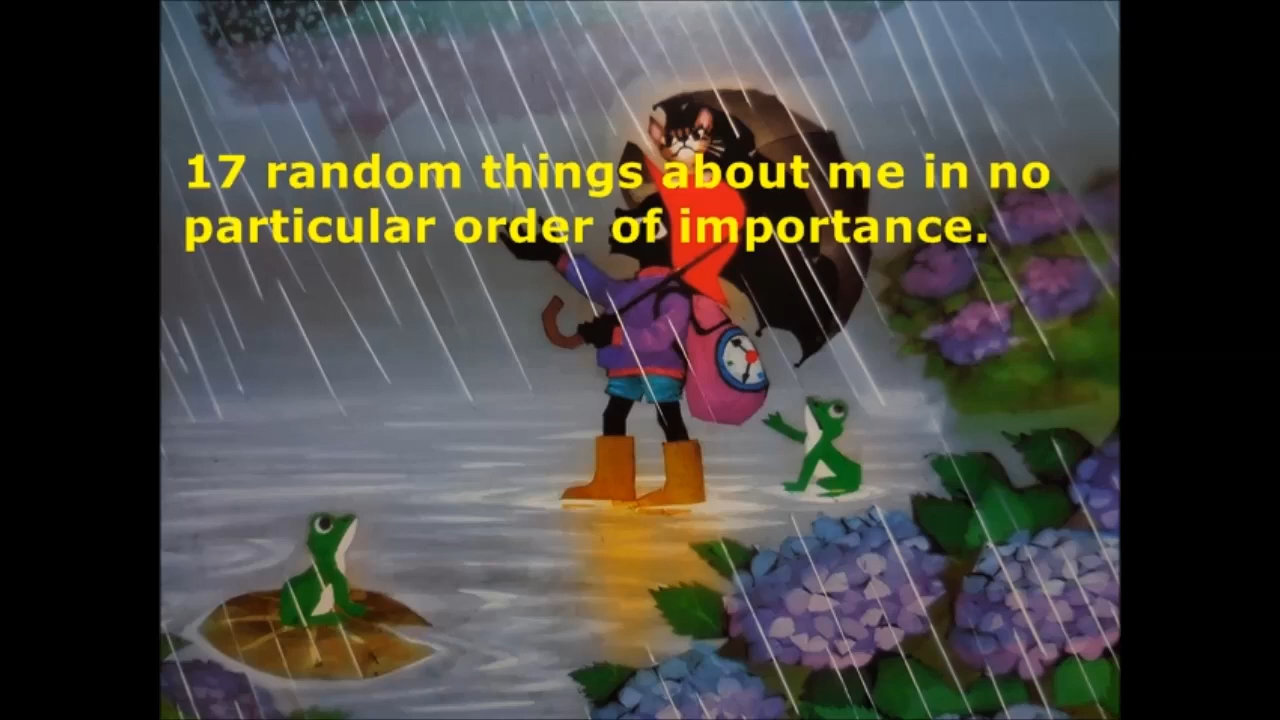 17 random things about me in no
particular order of importance.